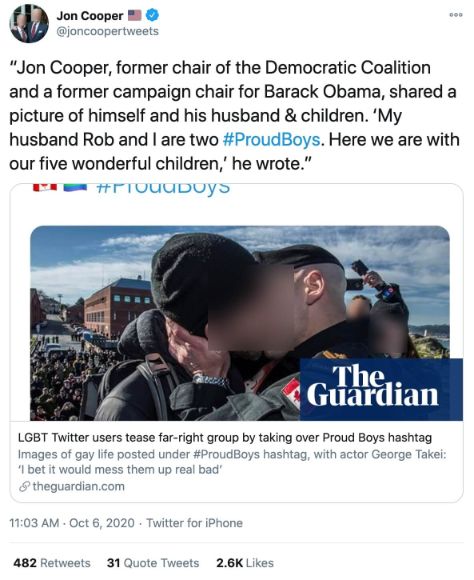 Jon Cooper
@joncoopertweets
“Jon Cooper, former chair of the Democratic Coalition
and a former campaign chair for Barack Obama, shared a
picture of himself and his husband & children. ‘My
husband Rob and I are two #ProudBoys. Here we are with
our five wonderful children,’ he wrote.”
#ProudBoys
The
Guardian
LGBT Twitter users tease far-right group by taking over Proud Boys hashtag
Images of gay life posted under #ProudBoys hashtag, with actor George Takei:
‘I bet it would mess them up real bad’
theguardian.com
11:03 AM · Oct 6, 2020 · Twitter for iPhone
482 Retweets 31 Quote Tweets 2.6K Likes